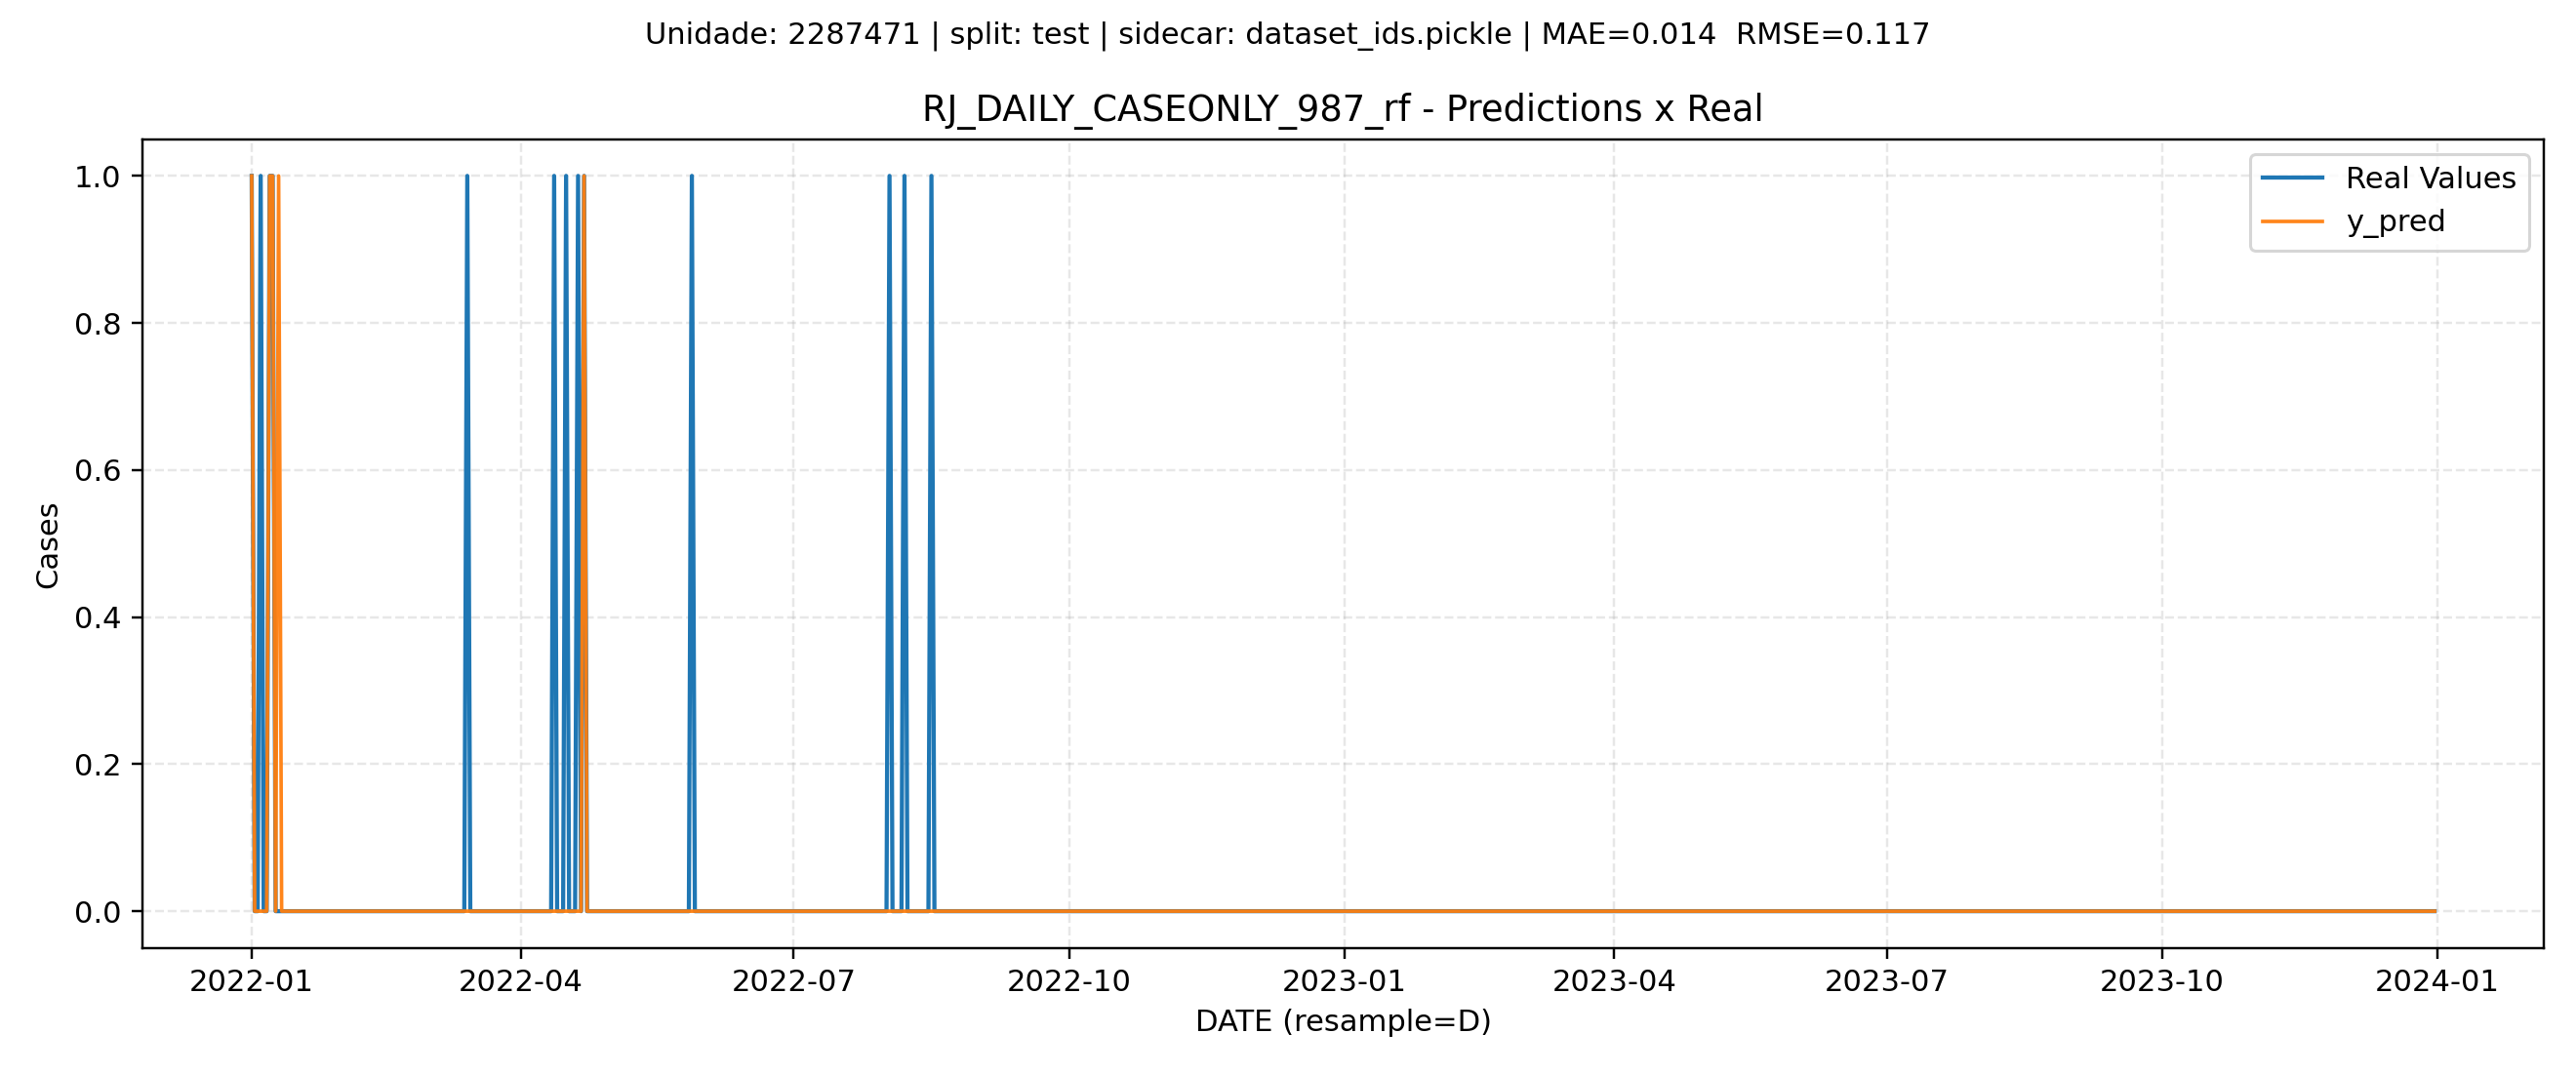 Unidade: 2287471 | split: test | sidecar: dataset_ids.pickle | MAE=0.014  RMSE=0.117
RJ_DAILY_CASEONLY_987_rf - Predictions x Real
Real Values
y_pred
1.0
0.8
0.6
0.4
0.2
0.0
Cases
2022-01
2022-04
2022-07
2022-10
2023-01
2023-04
2023-07
2023-10
2024-01
DATE (resample=D)